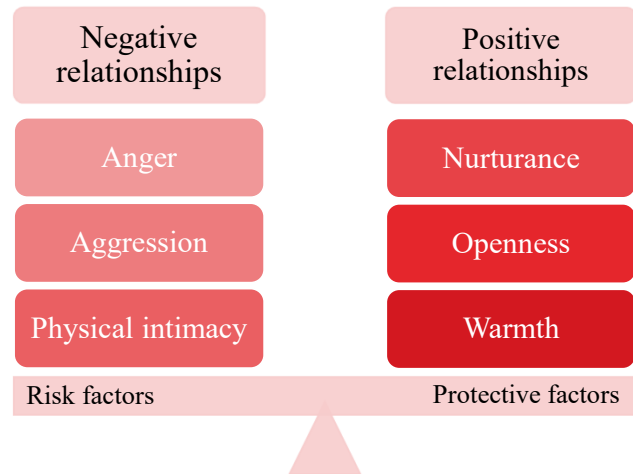 Negative
relationships
Anger
Aggression
Physical intimacy
Risk factors
Positive
relationships
Nurturance
Openness
Warmth
Protective factors